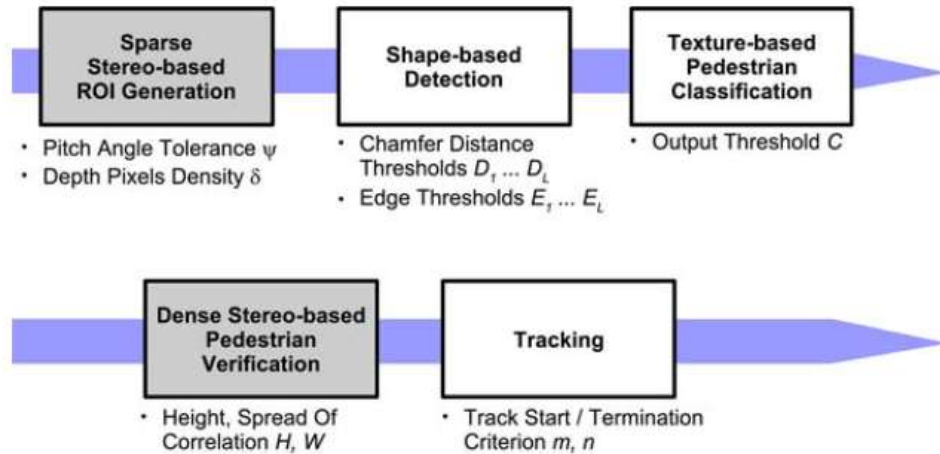 Sparse
Stereo-based
ROI Generation
Shape-based
Detection
Texture-based
Pedestrian
Classification
• Pitch Angle Tolerance ψ
• Depth Pixels Density δ
• Chamfer Distance
Thresholds D₁ ... D_L
• Edge Thresholds E₁ ... E_L
• Output Threshold C
Dense Stereo-based
Pedestrian
Verification
Tracking
• Height, Spread Of
Correlation H, W
• Track Start / Termination
Criterion m, n